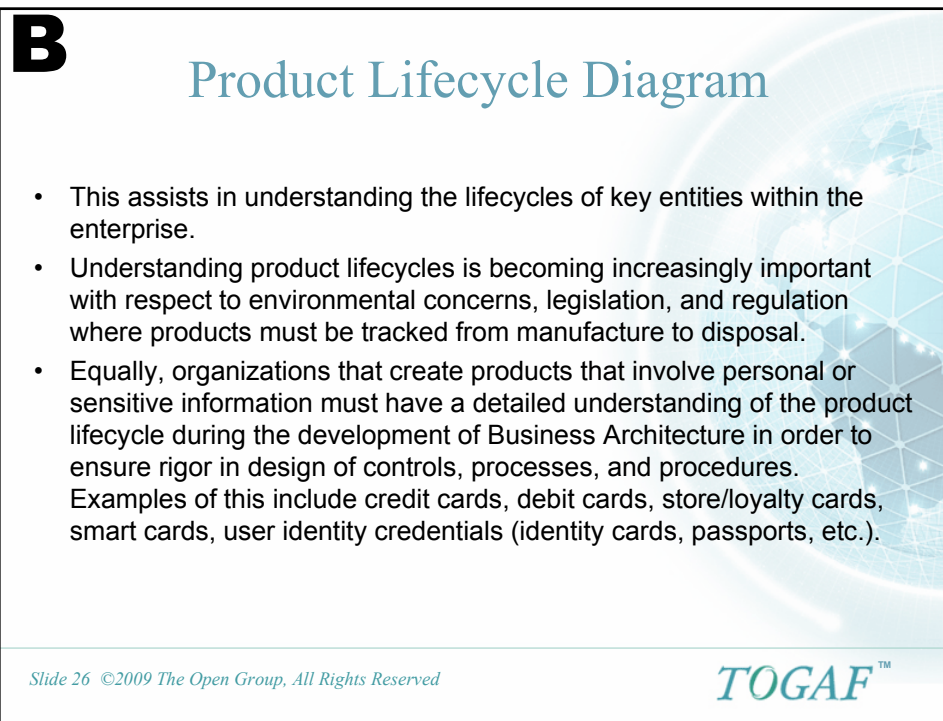 B
Product Lifecycle Diagram
• This assists in understanding the lifecycles of key entities within the
enterprise.
• Understanding product lifecycles is becoming increasingly important
with respect to environmental concerns, legislation, and regulation
where products must be tracked from manufacture to disposal.
• Equally, organizations that create products that involve personal or
sensitive information must have a detailed understanding of the product
lifecycle during the development of Business Architecture in order to
ensure rigor in design of controls, processes, and procedures.
Examples of this include credit cards, debit cards, store/loyalty cards,
smart cards, user identity credentials (identity cards, passports, etc.).
Slide 26 ©2009 The Open Group, All Rights Reserved
TOGAF™